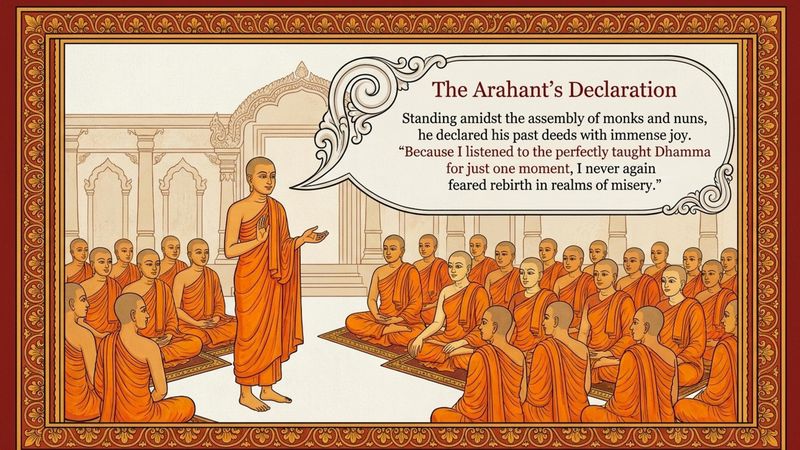 The Arahant’s Declaration
Standing amidst the assembly of monks and nuns,
he declared his past deeds with immense joy.
“Because I listened to the perfectly taught Dhamma
for just one moment, I never again
feared rebirth in realms of misery.”